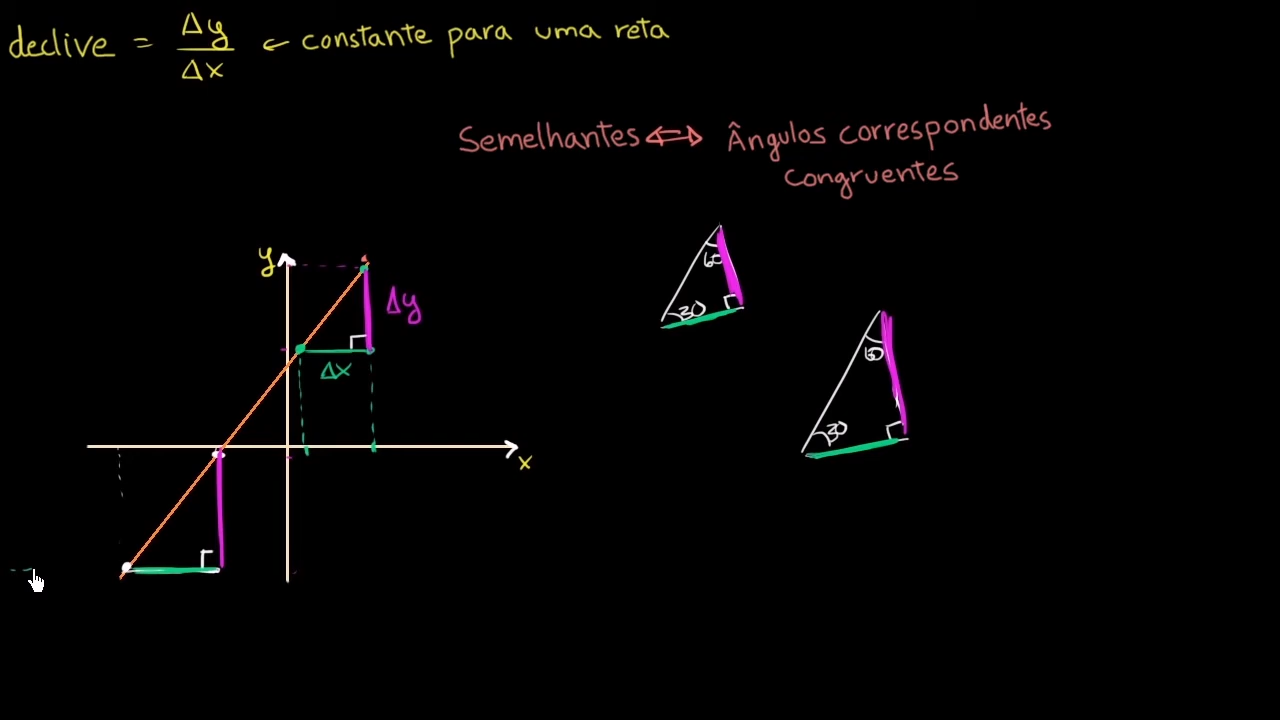 declive = Δy/Δx ← constante para uma reta
Semelhantes ⟺ Ângulos correspondentes
congruentes
y
Δy
Δx
x
60
30
60
30